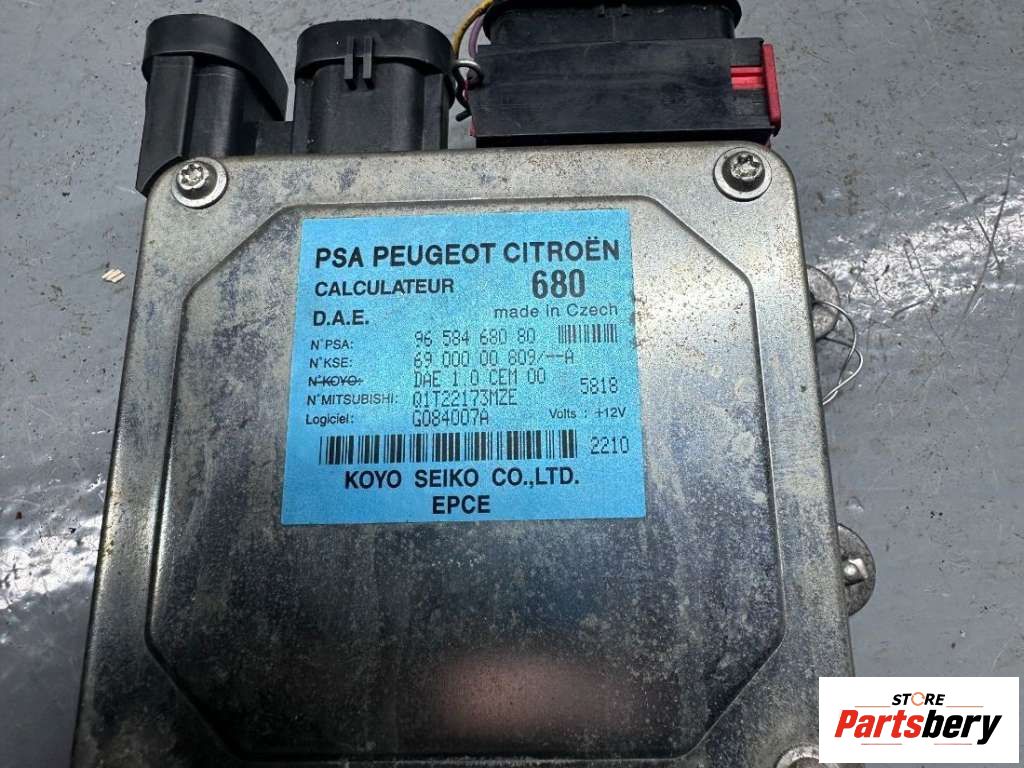 PSA PEUGEOT CITROËN
CALCULATEUR 680
D.A.E. made in Czech
N°PSA: 96 584 680 80
N°KSE: 69 000 00 809/--A
N°KOYO: DAE 1.0 CEM 00
N°MITSUBISHI: Q1T22173MZE 5818
Logiciel: G084007A Volts : +12V
2210
KOYO SEIKO CO.,LTD.
EPCE
STORE
Partsbery